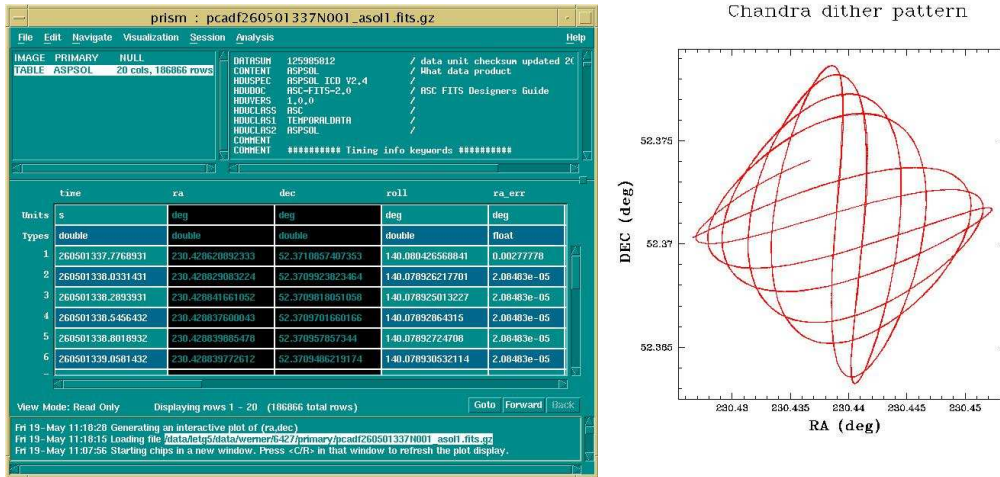 prism : pcadf260501337N001_asol1.fits.gz
File Edit Navigate Visualization Session Analysis Help
IMAGE PRIMARY NULL
TABLE ASPSOL 20 cols, 186866 rows
DATASUM 125985812 / data unit checksum updated 20
CONTENT ASPSOL / What data product
HDUSPEC ASPSOL ICD V2.4 /
HDUDOC ASC-FITS-2.0 / ASC FITS Designers Guide
HDUVERS 1.0.0 /
HDUCLASS ASC /
HDUCLAS1 TEMPORALDATA /
HDUCLAS2 ASPSOL /
COMMENT
COMMENT ########## Timing info keywords ##########
time ra dec roll ra_err
Units s deg deg deg deg
Types double double double double float
1 260501337.7768931 230.428620092333 52.3710857407353 140.080426568841 0.00277778
2 260501338.0331431 230.428829083224 52.3709923823464 140.078926217701 2.08483e-05
3 260501338.2893931 230.428841661052 52.3709818051058 140.078925013227 2.08483e-05
4 260501338.5456432 230.428837600043 52.3709701660166 140.07892864315 2.08483e-05
5 260501338.8018932 230.428839885478 52.370957857344 140.07892724708 2.08483e-05
6 260501339.0581432 230.428839772612 52.3709486219174 140.078930532114 2.08483e-05
View Mode: Read Only Displaying rows 1 - 20 (186866 total rows) Goto Forward Back
Fri 19-May 11:18:28 Generating an interactive plot of (ra,dec)
Fri 19-May 11:18:15 Loading file /data/letg5/data/werner/6427/primary/pcadf260501337N001_asol1.fits.gz
Fri 19-May 11:07:56 Starting chips in a new window. Press <C/R> in that window to refresh the plot display.
Chandra dither pattern
DEC (deg)
52.375
52.37
52.365
230.43 230.435 230.44 230.445 230.45
RA (deg)